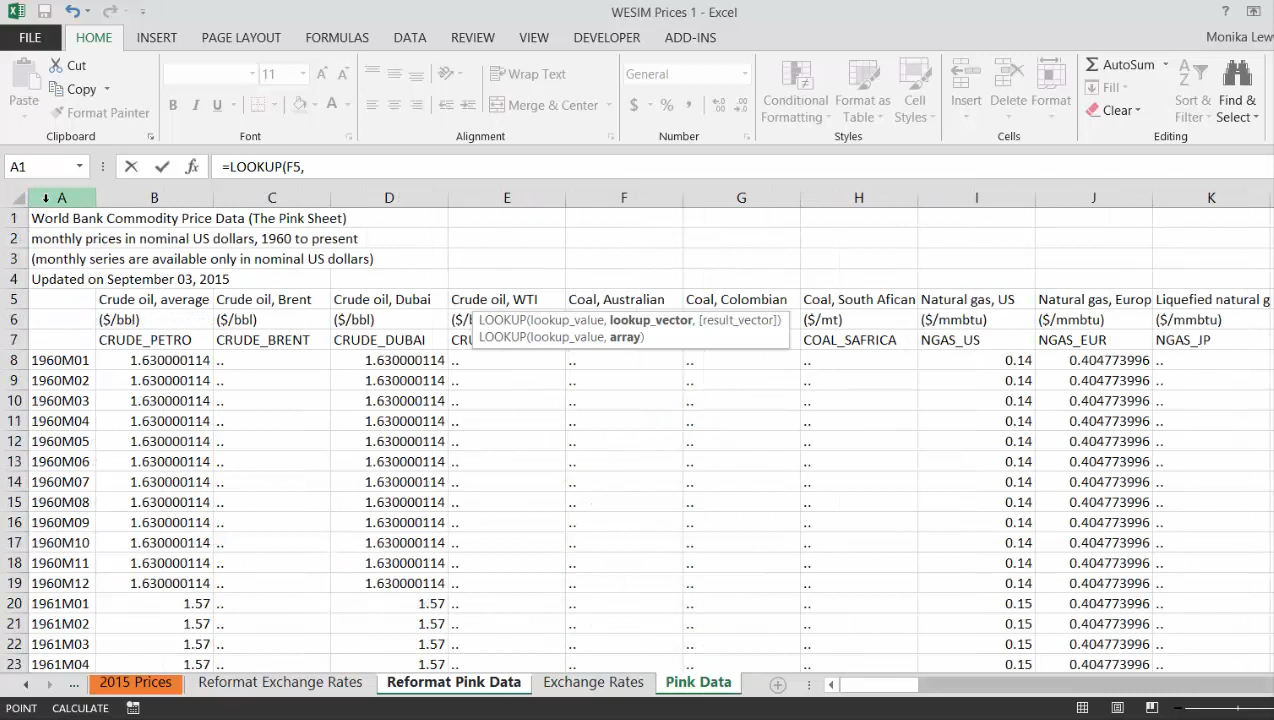 WESIM Prices 1 - Excel
?
FILE HOME INSERT PAGE LAYOUT FORMULAS DATA REVIEW VIEW DEVELOPER ADD-INS Monika Lew
Paste Cut Copy Format Painter
11 A A Wrap Text General
B I U A Merge & Center $ % ,
Conditional Formatting Format as Table Cell Styles
Insert Delete Format
AutoSum Fill Clear Sort & Filter Find & Select
Clipboard Font Alignment Number Styles Cells Editing
A1 fx =LOOKUP(F5,
A B C D E F G H I J K
1 World Bank Commodity Price Data (The Pink Sheet)
2 monthly prices in nominal US dollars, 1960 to present
3 (monthly series are available only in nominal US dollars)
4 Updated on September 03, 2015
5 Crude oil, average Crude oil, Brent Crude oil, Dubai Crude oil, WTI Coal, Australian Coal, Colombian Coal, South Afican Natural gas, US Natural gas, Europ Liquefied natural g
6 ($/bbl) ($/bbl) ($/bbl) ($/b LOOKUP(lookup_value, lookup_vector, [result_vector]) ($/mt) ($/mmbtu) ($/mmbtu) ($/mmbtu)
7 CRUDE_PETRO CRUDE_BRENT CRUDE_DUBAI CRU LOOKUP(lookup_value, array) COAL_SAFRICA NGAS_US NGAS_EUR NGAS_JP
8 1960M01 1.630000114 .. 1.630000114 .. .. .. .. 0.14 0.404773996 ..
9 1960M02 1.630000114 .. 1.630000114 .. .. .. .. 0.14 0.404773996 ..
10 1960M03 1.630000114 .. 1.630000114 .. .. .. .. 0.14 0.404773996 ..
11 1960M04 1.630000114 .. 1.630000114 .. .. .. .. 0.14 0.404773996 ..
12 1960M05 1.630000114 .. 1.630000114 .. .. .. .. 0.14 0.404773996 ..
13 1960M06 1.630000114 .. 1.630000114 .. .. .. .. 0.14 0.404773996 ..
14 1960M07 1.630000114 .. 1.630000114 .. .. .. .. 0.14 0.404773996 ..
15 1960M08 1.630000114 .. 1.630000114 .. .. .. .. 0.14 0.404773996 ..
16 1960M09 1.630000114 .. 1.630000114 .. .. .. .. 0.14 0.404773996 ..
17 1960M10 1.630000114 .. 1.630000114 .. .. .. .. 0.14 0.404773996 ..
18 1960M11 1.630000114 .. 1.630000114 .. .. .. .. 0.14 0.404773996 ..
19 1960M12 1.630000114 .. 1.630000114 .. .. .. .. 0.14 0.404773996 ..
20 1961M01 1.57 .. 1.57 .. .. .. .. 0.15 0.404773996 ..
21 1961M02 1.57 .. 1.57 .. .. .. .. 0.15 0.404773996 ..
22 1961M03 1.57 .. 1.57 .. .. .. .. 0.15 0.404773996 ..
23 1961M04 1.57 .. 1.57 .. .. .. .. 0.15 0.404773996 ..
... 2015 Prices Reformat Exchange Rates Reformat Pink Data Exchange Rates Pink Data
POINT CALCULATE